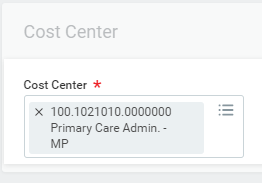 Cost Center
Cost Center *
× 100.1021010.0000000
Primary Care Admin. -
MP